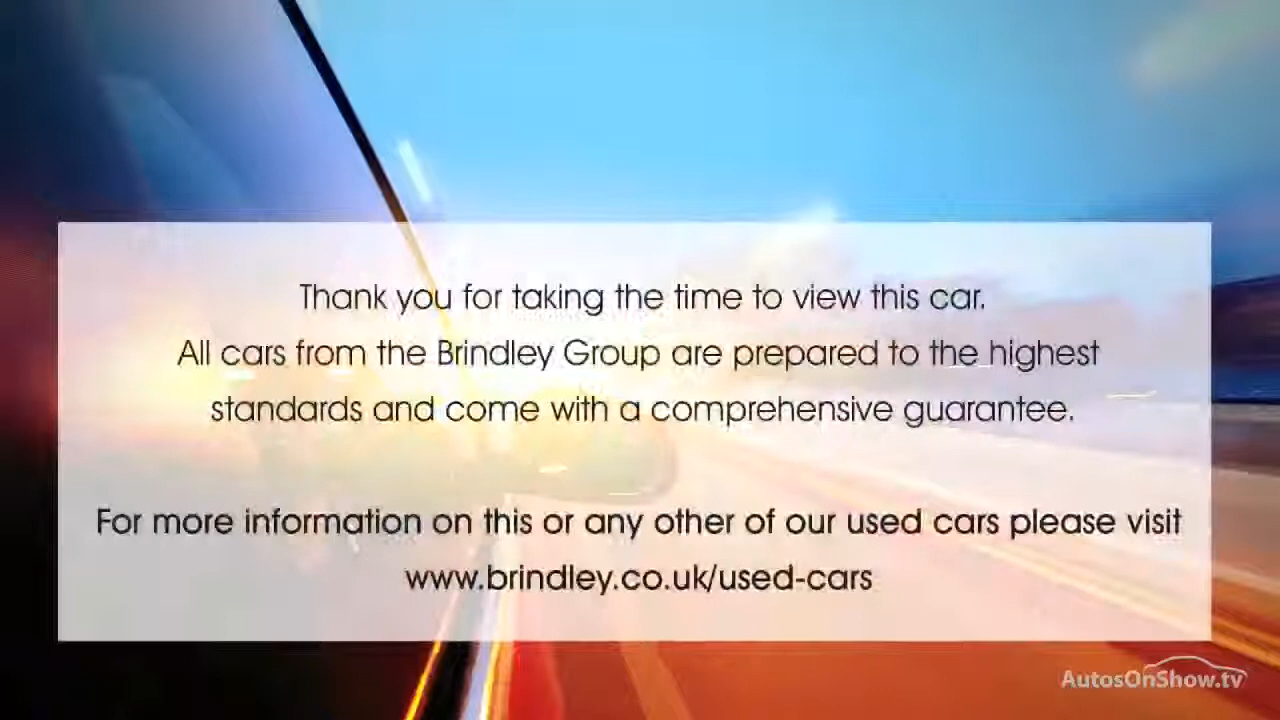 Thank you for taking the time to view this car.
All cars from the Brindley Group are prepared to the highest
standards and come with a comprehensive guarantee.
For more information on this or any other of our used cars please visit
www.brindley.co.uk/used-cars
AutosOnShow.tv